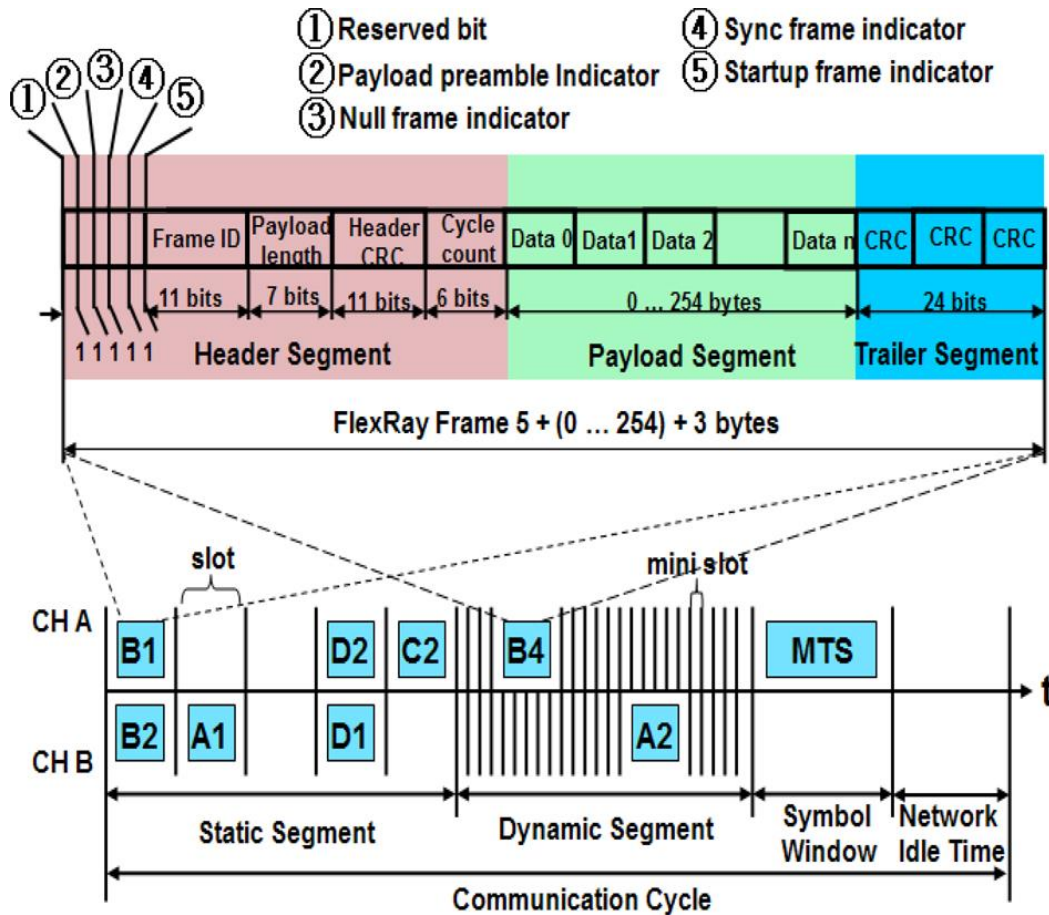 ① Reserved bit
② Payload preamble Indicator
③ Null frame indicator
④ Sync frame indicator
⑤ Startup frame indicator
① ② ③ ④ ⑤
Frame ID
Payload length
Header CRC
Cycle count
Data 0
Data1
Data 2
Data n
CRC
CRC
CRC
11 bits
7 bits
11 bits
6 bits
0 ... 254 bytes
24 bits
1 1 1 1 1
Header Segment
Payload Segment
Trailer Segment
FlexRay Frame 5 + (0 ... 254) + 3 bytes
slot
mini slot
CH A
B1
D2
C2
B4
MTS
t
CH B
B2
A1
D1
A2
Static Segment
Dynamic Segment
Symbol Window
Network Idle Time
Communication Cycle